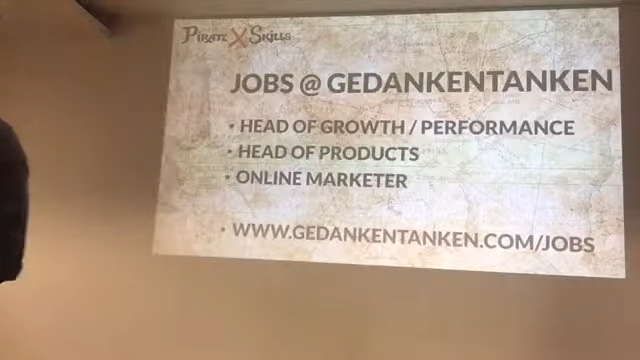 Pirate X Skills
JOBS @ GEDANKENTANKEN
• HEAD OF GROWTH / PERFORMANCE
• HEAD OF PRODUCTS
• ONLINE MARKETER
• WWW.GEDANKENTANKEN.COM/JOBS